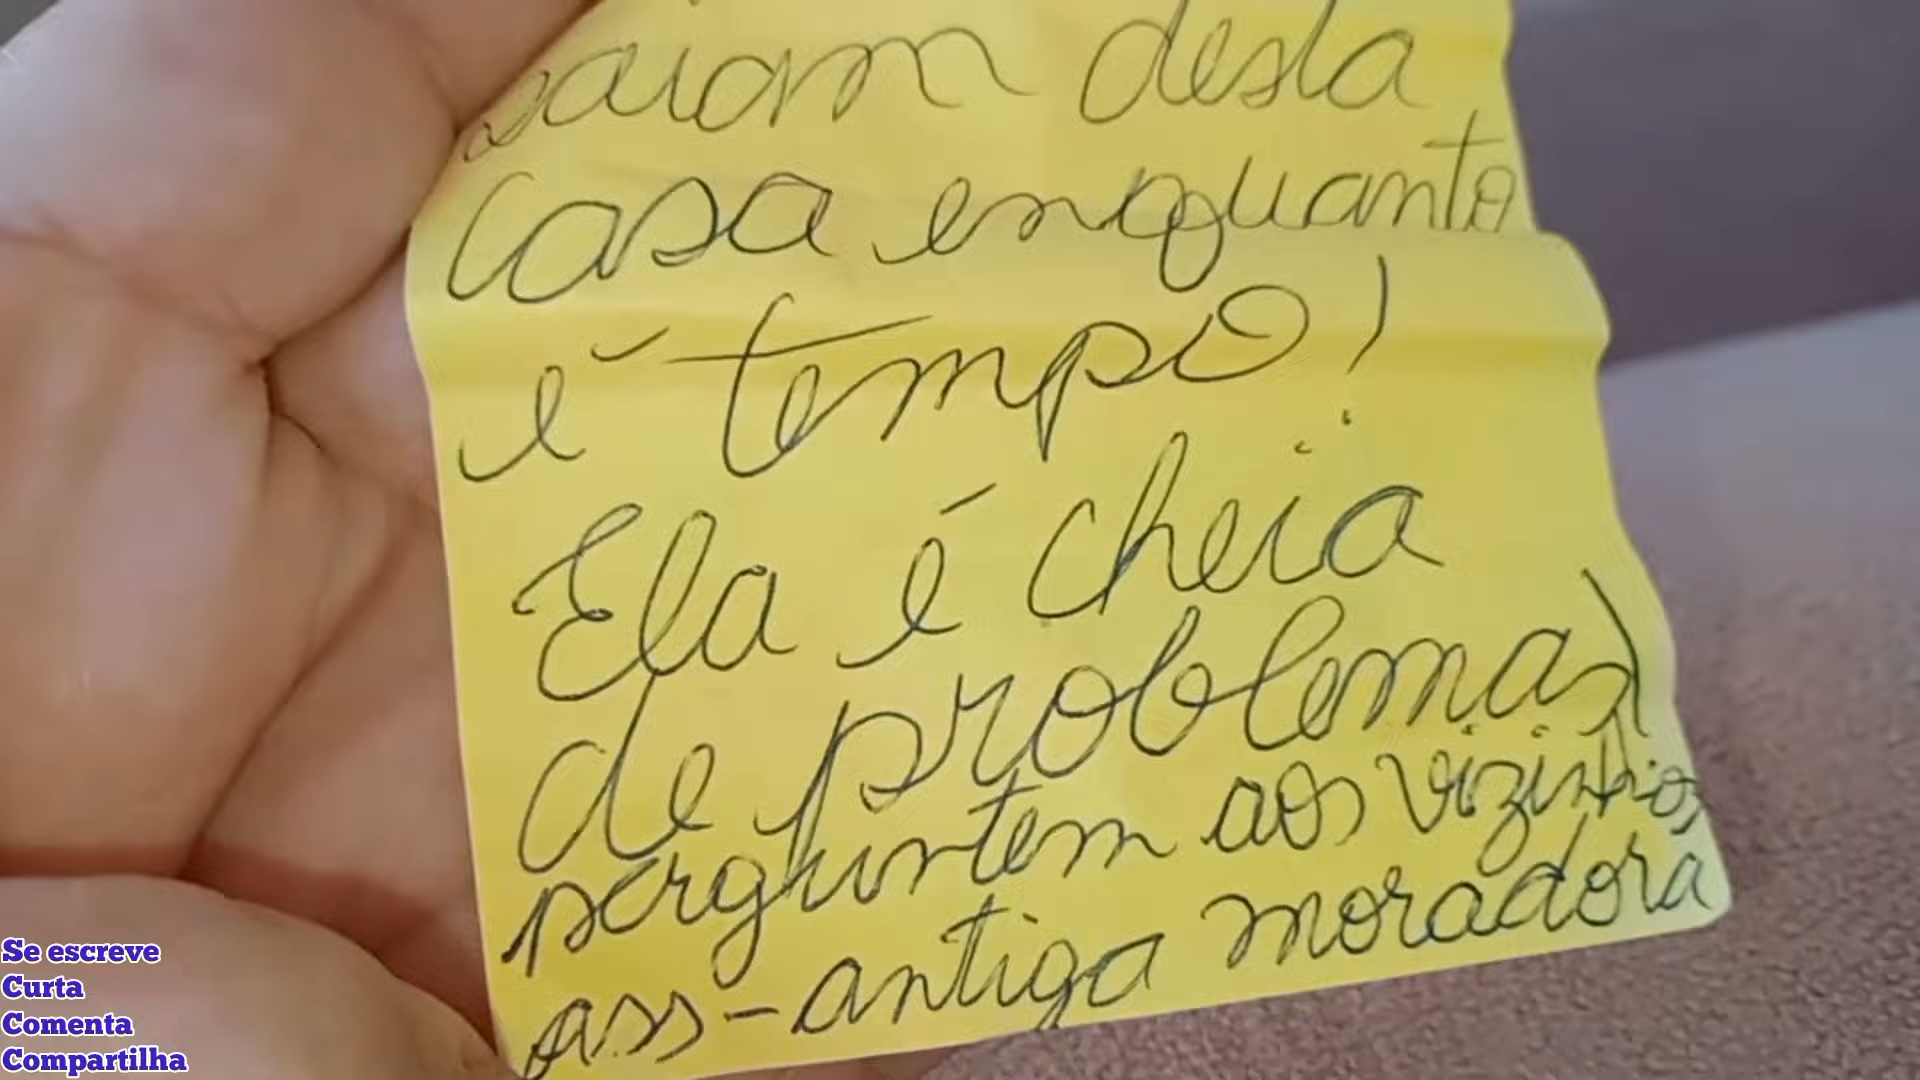 saiam desta
casa enquanto
é tempo!
Ela é cheia
de problemas!
perguntem aos vizinhos
ass-antiga moradora
Se escreve
Curta
Comenta
Compartilha